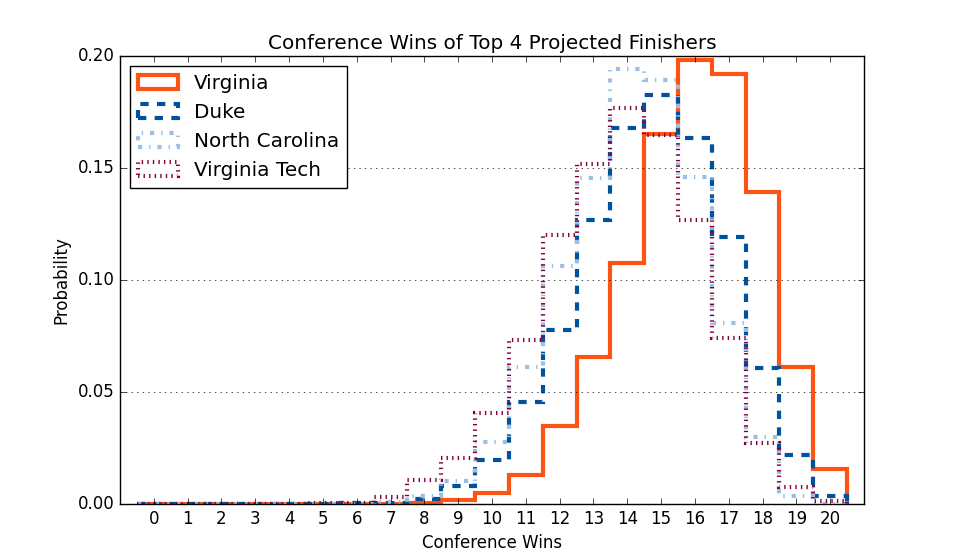 Conference Wins of Top 4 Projected Finishers
Virginia
Duke
North Carolina
Virginia Tech
0.20
0.15
0.10
0.05
0.00
Probability
0 1 2 3 4 5 6 7 8 9 10 11 12 13 14 15 16 17 18 19 20
Conference Wins